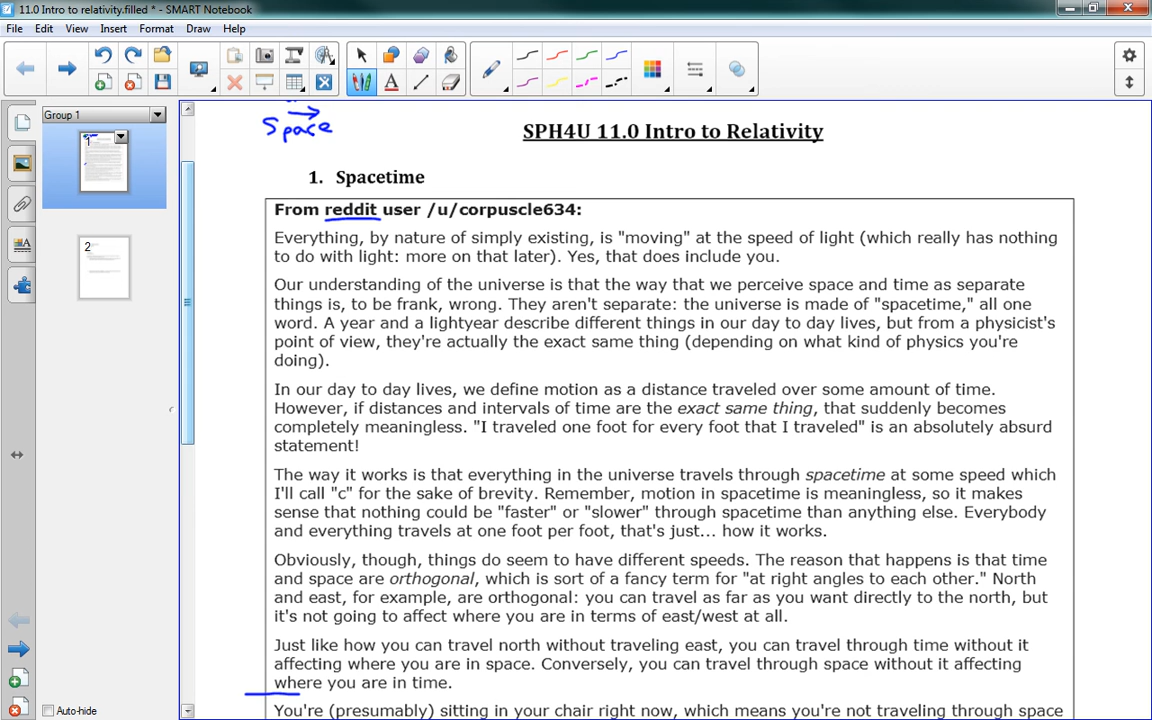 11.0 Intro to relativity.filled * - SMART Notebook
File Edit View Insert Format Draw Help
Group 1
1
2
Auto-hide
Space
SPH4U 11.0 Intro to Relativity
1. Spacetime
From reddit user /u/corpuscle634:
Everything, by nature of simply existing, is "moving" at the speed of light (which really has nothing
to do with light: more on that later). Yes, that does include you.
Our understanding of the universe is that the way that we perceive space and time as separate
things is, to be frank, wrong. They aren't separate: the universe is made of "spacetime," all one
word. A year and a lightyear describe different things in our day to day lives, but from a physicist's
point of view, they're actually the exact same thing (depending on what kind of physics you're
doing).
In our day to day lives, we define motion as a distance traveled over some amount of time.
However, if distances and intervals of time are the exact same thing, that suddenly becomes
completely meaningless. "I traveled one foot for every foot that I traveled" is an absolutely absurd
statement!
The way it works is that everything in the universe travels through spacetime at some speed which
I'll call "c" for the sake of brevity. Remember, motion in spacetime is meaningless, so it makes
sense that nothing could be "faster" or "slower" through spacetime than anything else. Everybody
and everything travels at one foot per foot, that's just... how it works.
Obviously, though, things do seem to have different speeds. The reason that happens is that time
and space are orthogonal, which is sort of a fancy term for "at right angles to each other." North
and east, for example, are orthogonal: you can travel as far as you want directly to the north, but
it's not going to affect where you are in terms of east/west at all.
Just like how you can travel north without traveling east, you can travel through time without it
affecting where you are in space. Conversely, you can travel through space without it affecting
where you are in time.
You're (presumably) sitting in your chair right now, which means you're not traveling through space